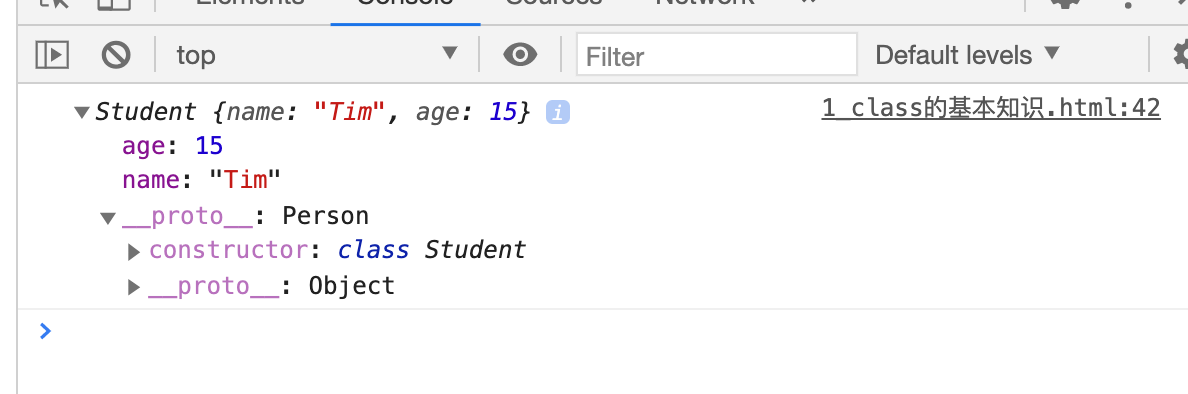 Elements Console Sources Network
top Filter Default levels
Student {name: "Tim", age: 15} i 1_class的基本知识.html:42
age: 15
name: "Tim"
__proto__: Person
constructor: class Student
__proto__: Object